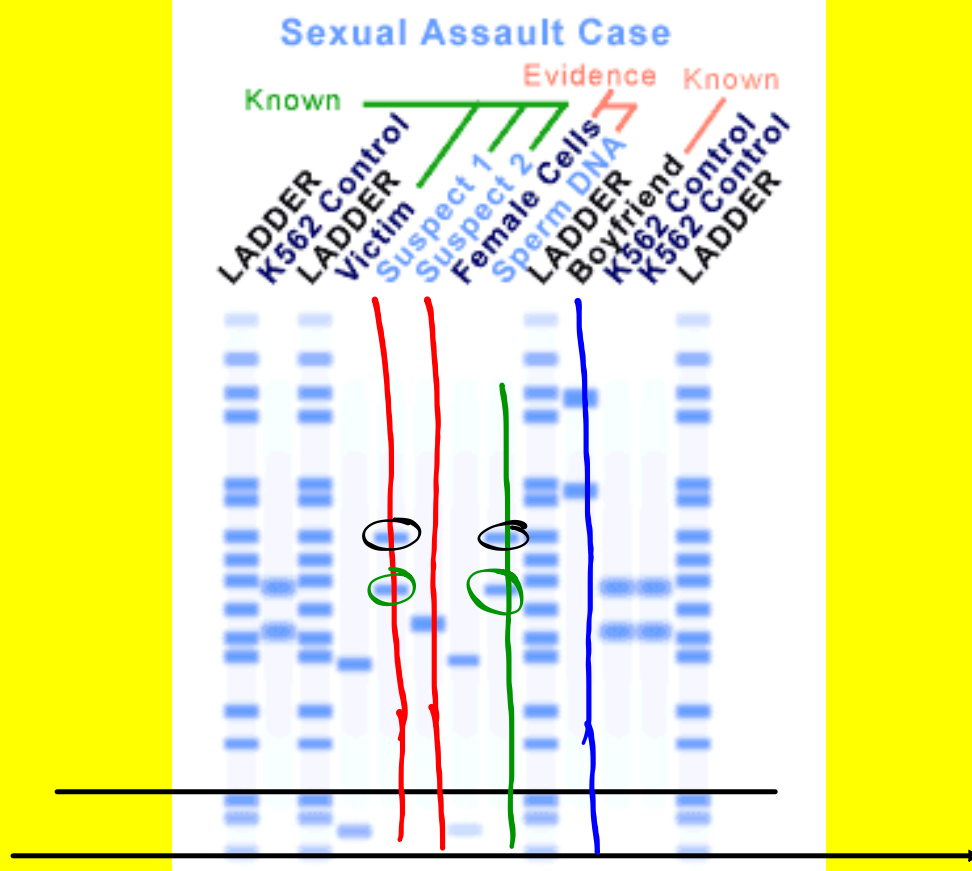 Sexual Assault Case
Evidence
Known
Known
LADDER
K562 Control
LADDER
Victim
Suspect 1
Suspect 2
Female Cells
Sperm DNA
LADDER
Boyfriend
K562 Control
K562 Control
LADDER